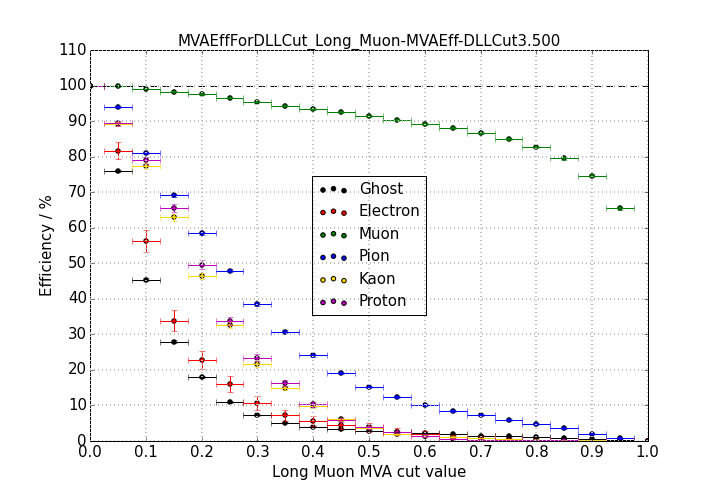 MVAEffForDLLCut_Long_Muon-MVAEff-DLLCut3.500
110
100
90
80
70
60
50
40
30
20
10
0
Efficiency / %
Ghost
Electron
Muon
Pion
Kaon
Proton
0.0 0.1 0.2 0.3 0.4 0.5 0.6 0.7 0.8 0.9 1.0
Long Muon MVA cut value